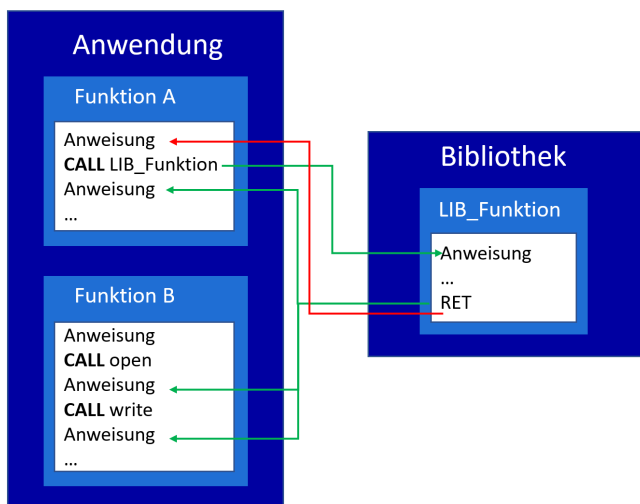 Anwendung
Funktion A
Anweisung
CALL LIB_Funktion
Anweisung
...
Funktion B
Anweisung
CALL open
Anweisung
CALL write
Anweisung
...
Bibliothek
LIB_Funktion
Anweisung
...
RET